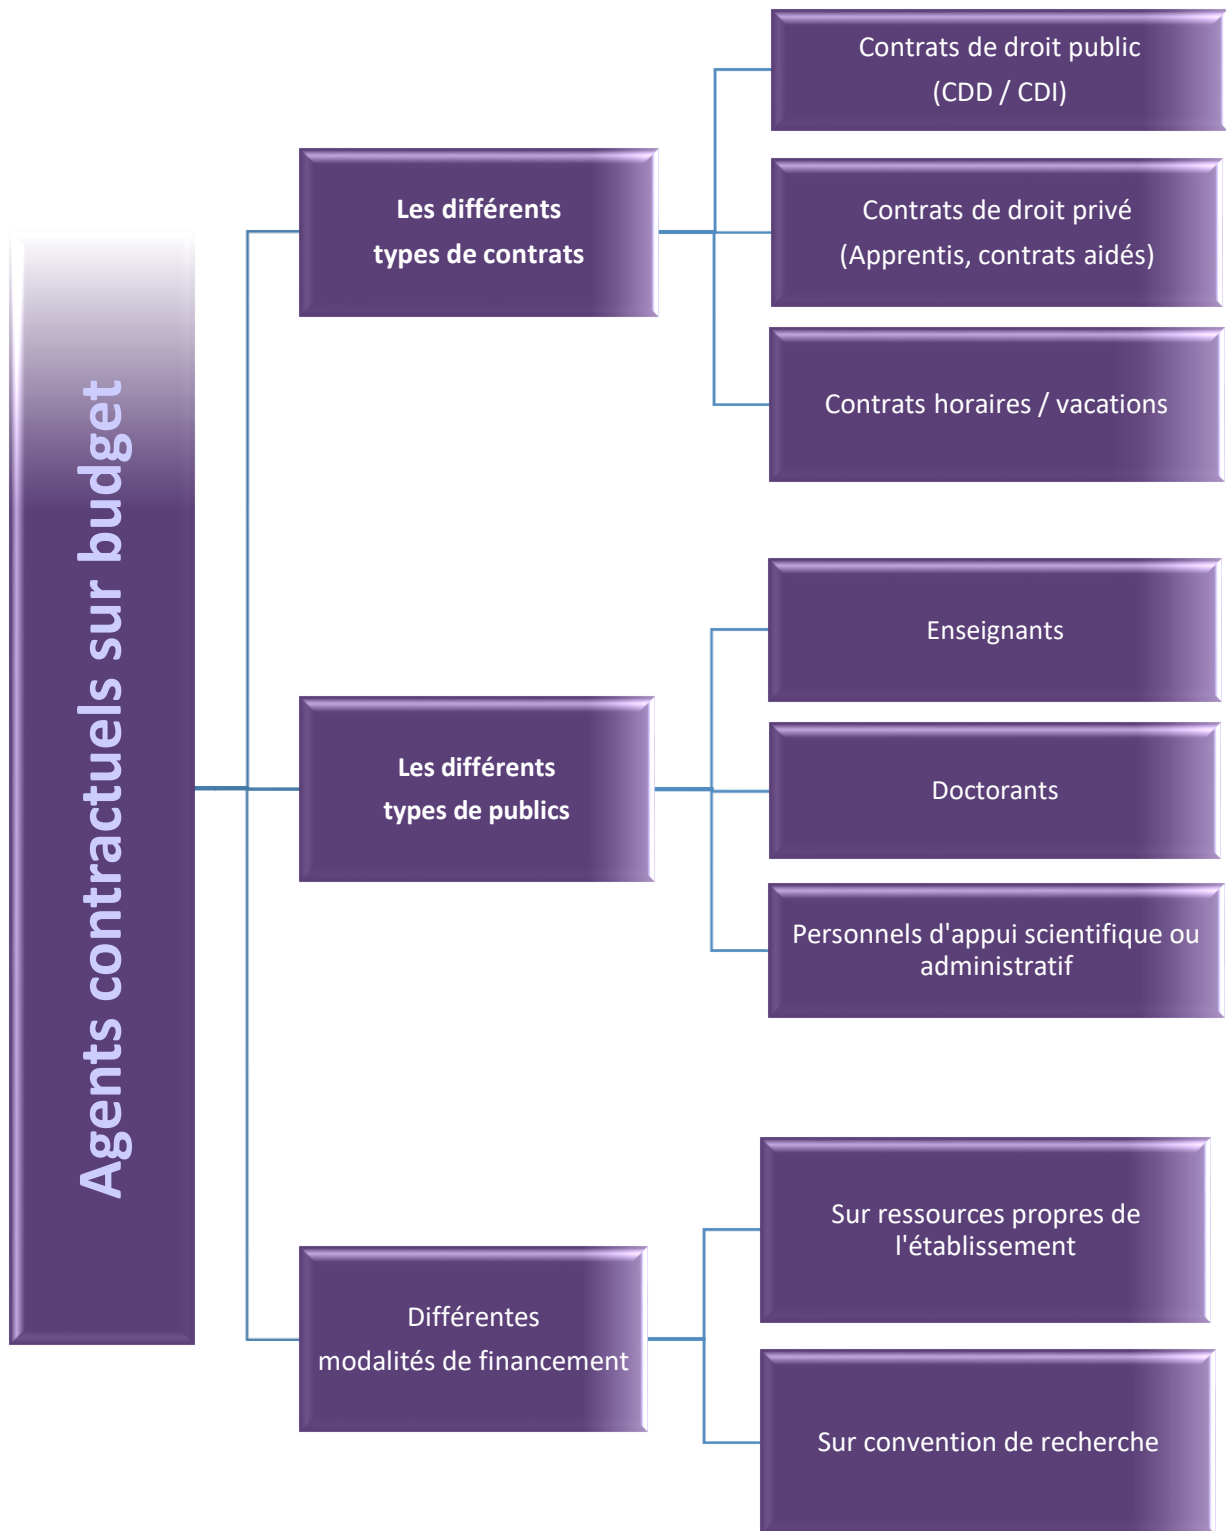 Agents contractuels sur budget
Les différents
types de contrats
Contrats de droit public
(CDD / CDI)
Contrats de droit privé
(Apprentis, contrats aidés)
Contrats horaires / vacations
Les différents
types de publics
Enseignants
Doctorants
Personnels d'appui scientifique ou
administratif
Différentes
modalités de financement
Sur ressources propres de
l'établissement
Sur convention de recherche